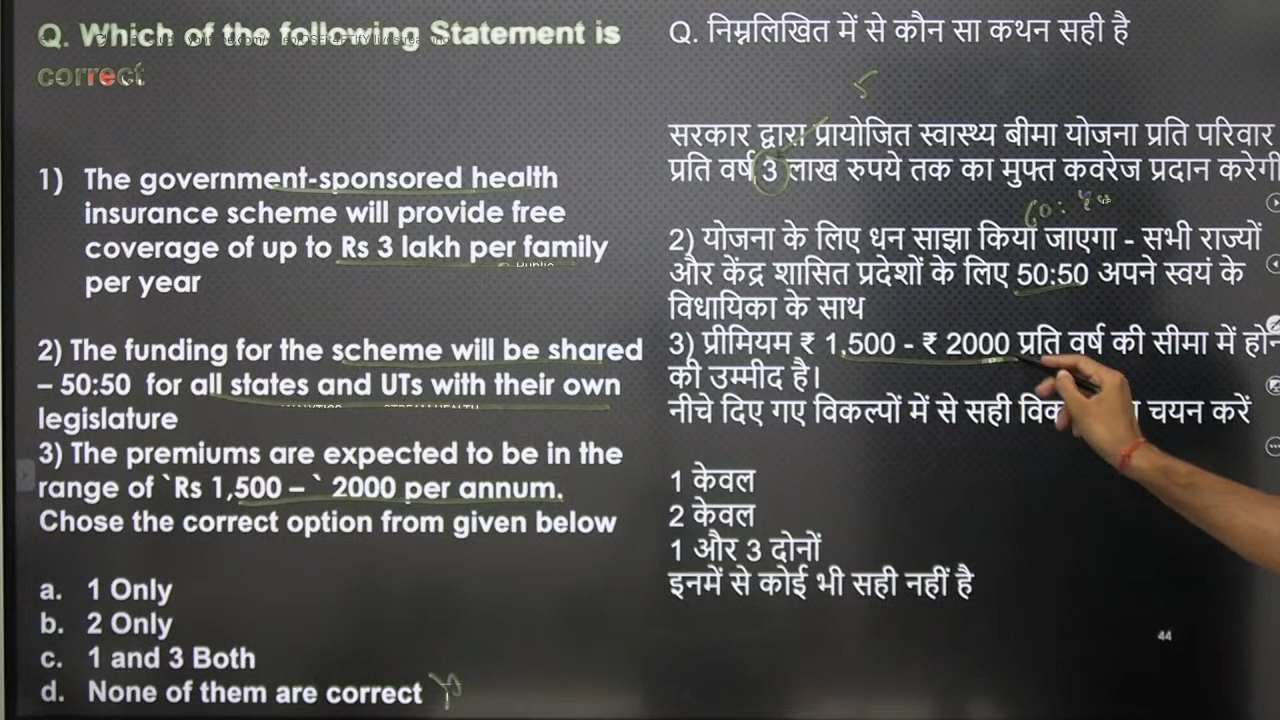 Q. Which of the following Statement is
correct
1) The government-sponsored health
insurance scheme will provide free
coverage of up to Rs 3 lakh per family
per year
2) The funding for the scheme will be shared
– 50:50 for all states and UTs with their own
legislature
3) The premiums are expected to be in the
range of `Rs 1,500 – ` 2000 per annum.
Chose the correct option from given below
a. 1 Only
b. 2 Only
c. 1 and 3 Both
d. None of them are correct
Q. निम्नलिखित में से कौन सा कथन सही है
5
सरकार द्वारा प्रायोजित स्वास्थ्य बीमा योजना प्रति परिवार
प्रति वर्ष 3 लाख रुपये तक का मुफ्त कवरेज प्रदान करेगी
60:40
2) योजना के लिए धन साझा किया जाएगा - सभी राज्यों
और केंद्र शासित प्रदेशों के लिए 50:50 अपने स्वयं के
विधायिका के साथ
3) प्रीमियम ₹ 1,500 - ₹ 2000 प्रति वर्ष की सीमा में
की उम्मीद है।
नीचे दिए गए विकल्पों में से सही चयन करें
1 केवल
2 केवल
1 और 3 दोनों
इनमें से कोई भी सही नहीं है
44